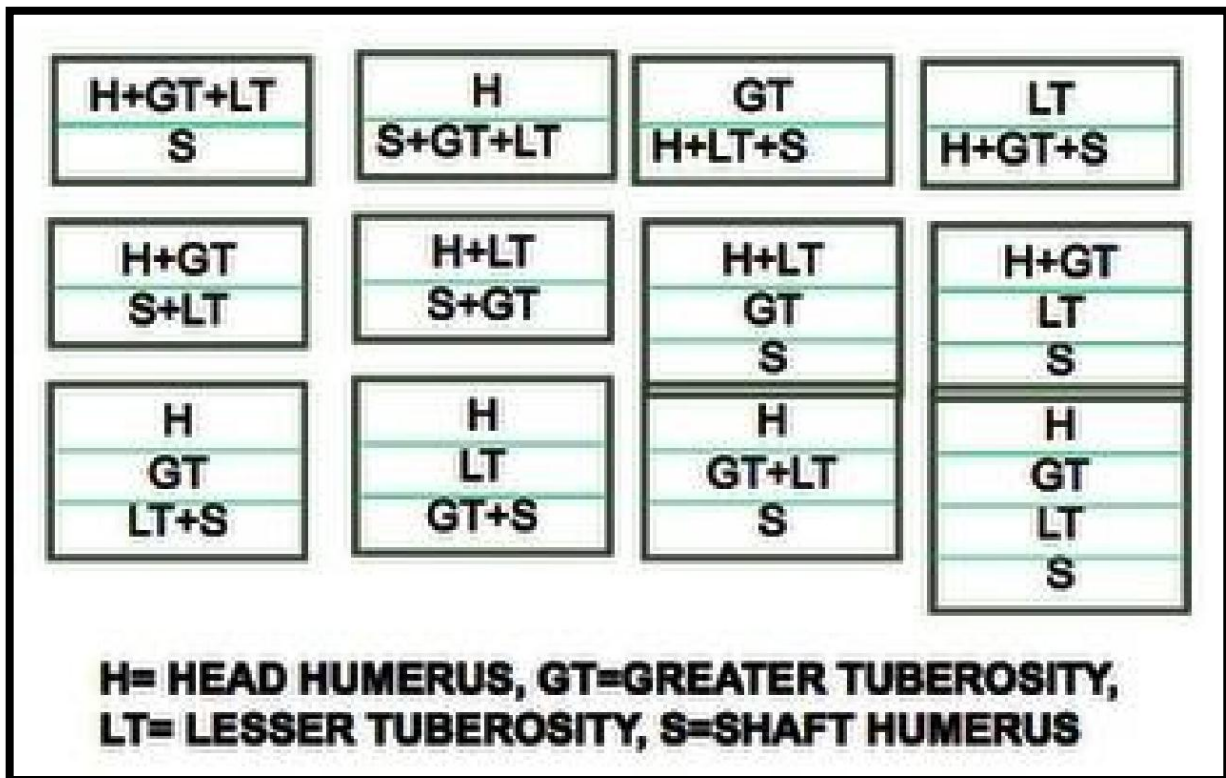 H+GT+LT
S
H
S+GT+LT
GT
H+LT+S
LT
H+GT+S
H+GT
S+LT
H+LT
S+GT
H+LT
GT
S
H+GT
LT
S
H
GT
LT+S
H
LT
GT+S
H
GT+LT
S
H
GT
LT
S
H= HEAD HUMERUS, GT=GREATER TUBEROSITY,
LT= LESSER TUBEROSITY, S=SHAFT HUMERUS